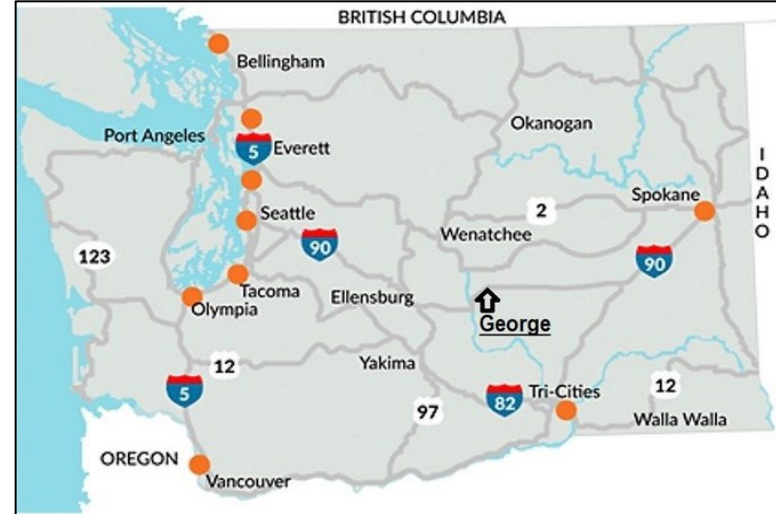 BRITISH COLUMBIA
Bellingham
Port Angeles
5
Everett
Okanogan
IDAHO
Spokane
2
Seattle
90
Wenatchee
123
90
Tacoma
Ellensburg
Olympia
George
12
Yakima
5
97
82
Tri-Cities
12
Walla Walla
OREGON
Vancouver